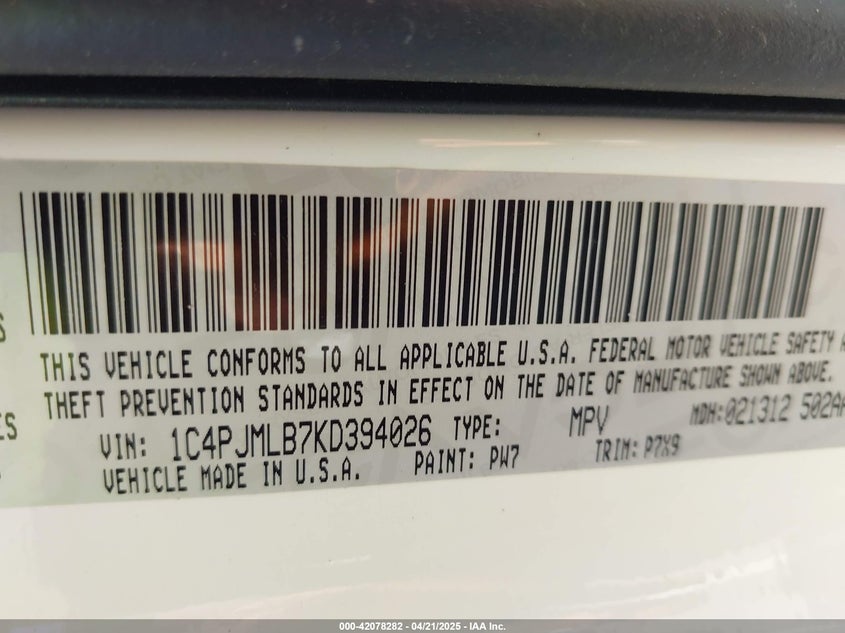 THIS VEHICLE CONFORMS TO ALL APPLICABLE U.S.A. FEDERAL MOTOR VEHICLE SAFETY A
THEFT PREVENTION STANDARDS IN EFFECT ON THE DATE OF MANUFACTURE SHOWN ABOVE.
VIN: 1C4PJMLB7KD394026 TYPE: MPV MDH:021312 502AA
VEHICLE MADE IN U.S.A. PAINT: PW7 TRIM: P7X9
S
ES
000-42078282 - 04/21/2025 - IAA Inc.